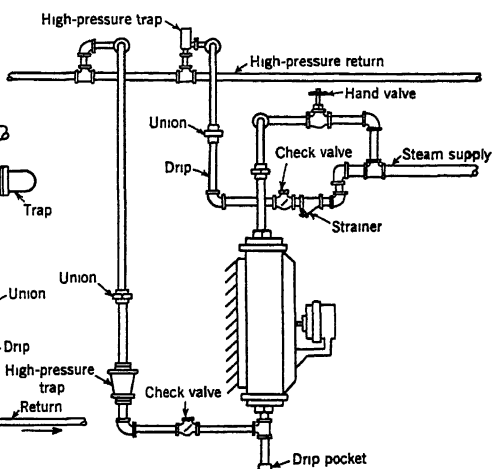 High-pressure trap
High-pressure return
Hand valve
Union
Check valve
Steam supply
Drip
Trap
Strainer
Union
Union
Drip
High-pressure
trap
Check valve
Return
Drip pocket